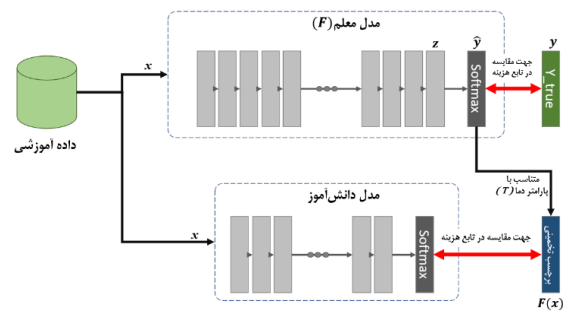 مدل معلم (F)
x
z
ŷ
y
Softmax
جهت مقایسه
در تابع هزینه
Y_true
داده آموزشی
متناسب با
پارامتر دما (T)
مدل دانش‌آموز
x
Softmax
جهت مقایسه در تابع هزینه
برچسب تخمینی
F(x)